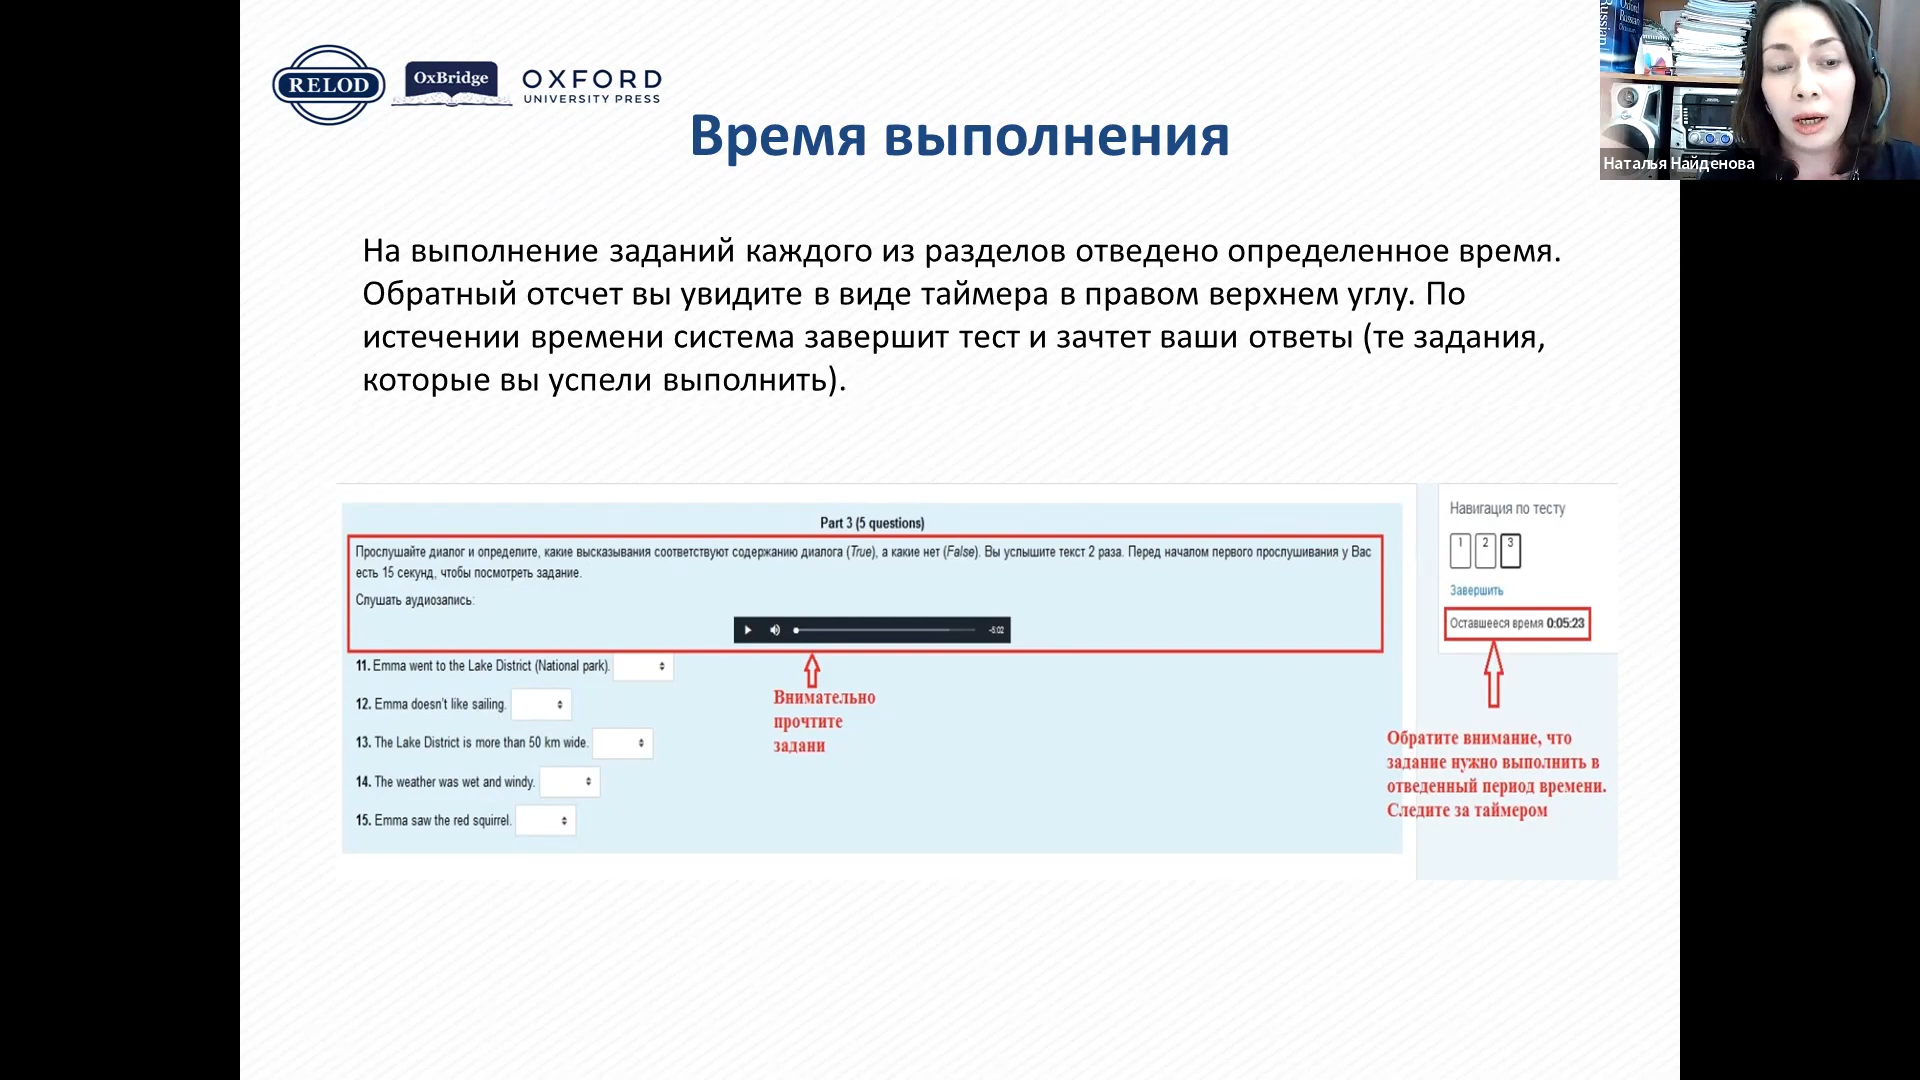 RELOD
OxBridge
OXFORD
UNIVERSITY PRESS
Oxford
Russian
Наталья Найденова
Время выполнения
На выполнение заданий каждого из разделов отведено определенное время.
Обратный отсчет вы увидите в виде таймера в правом верхнем углу. По
истечении времени система завершит тест и зачтет ваши ответы (те задания,
которые вы успели выполнить).
Part 3 (5 questions)
Прослушайте диалог и определите, какие высказывания соответствуют содержанию диалога (True), а какие нет (False). Вы услышите текст 2 раза. Перед началом первого прослушивания у Вас
есть 15 секунд, чтобы посмотреть задание.
Слушать аудиозапись:
-5:02
11. Emma went to the Lake District (National park).
12. Emma doesn't like sailing.
13. The Lake District is more than 50 km wide.
14. The weather was wet and windy.
15. Emma saw the red squirrel.
Внимательно
прочтите
задани
Навигация по тесту
1 2 3
Завершить
Оставшееся время 0:05:23
Обратите внимание, что
задание нужно выполнить в
отведенный период времени.
Следите за таймером